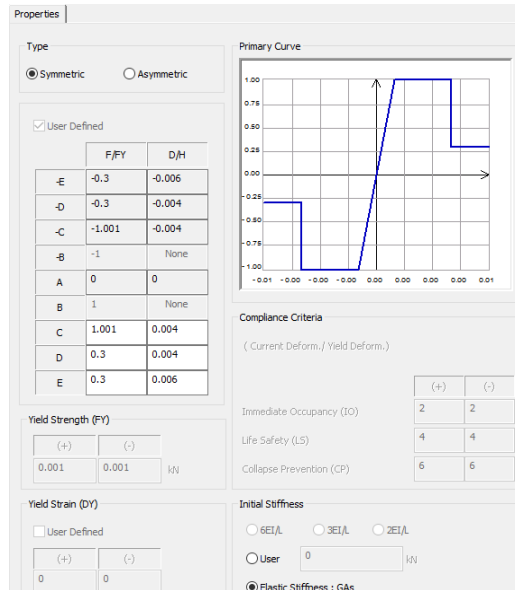 Properties
Type
Symmetric Asymmetric
User Defined
F/FY D/H
-E -0.3 -0.006
-D -0.3 -0.004
-C -1.001 -0.004
-B -1 None
A 0 0
B 1 None
C 1.001 0.004
D 0.3 0.004
E 0.3 0.006
Yield Strength (FY)
(+) (-)
0.001 0.001 kN
Yield Strain (DY)
User Defined
(+) (-)
0 0
Primary Curve
1.00
0.75
0.50
0.25
0.00
-0.25
-0.50
-0.75
-1.00
-0.01 -0.00 -0.00 -0.00 0.00 0.00 0.00 0.00 0.01
Compliance Criteria
( Current Deform./ Yield Deform.)
(+) (-)
Immediate Occupancy (IO) 2 2
Life Safety (LS) 4 4
Collapse Prevention (CP) 6 6
Initial Stiffness
6EI/L 3EI/L 2EI/L
User 0 kN
Elastic Stiffness : GAs